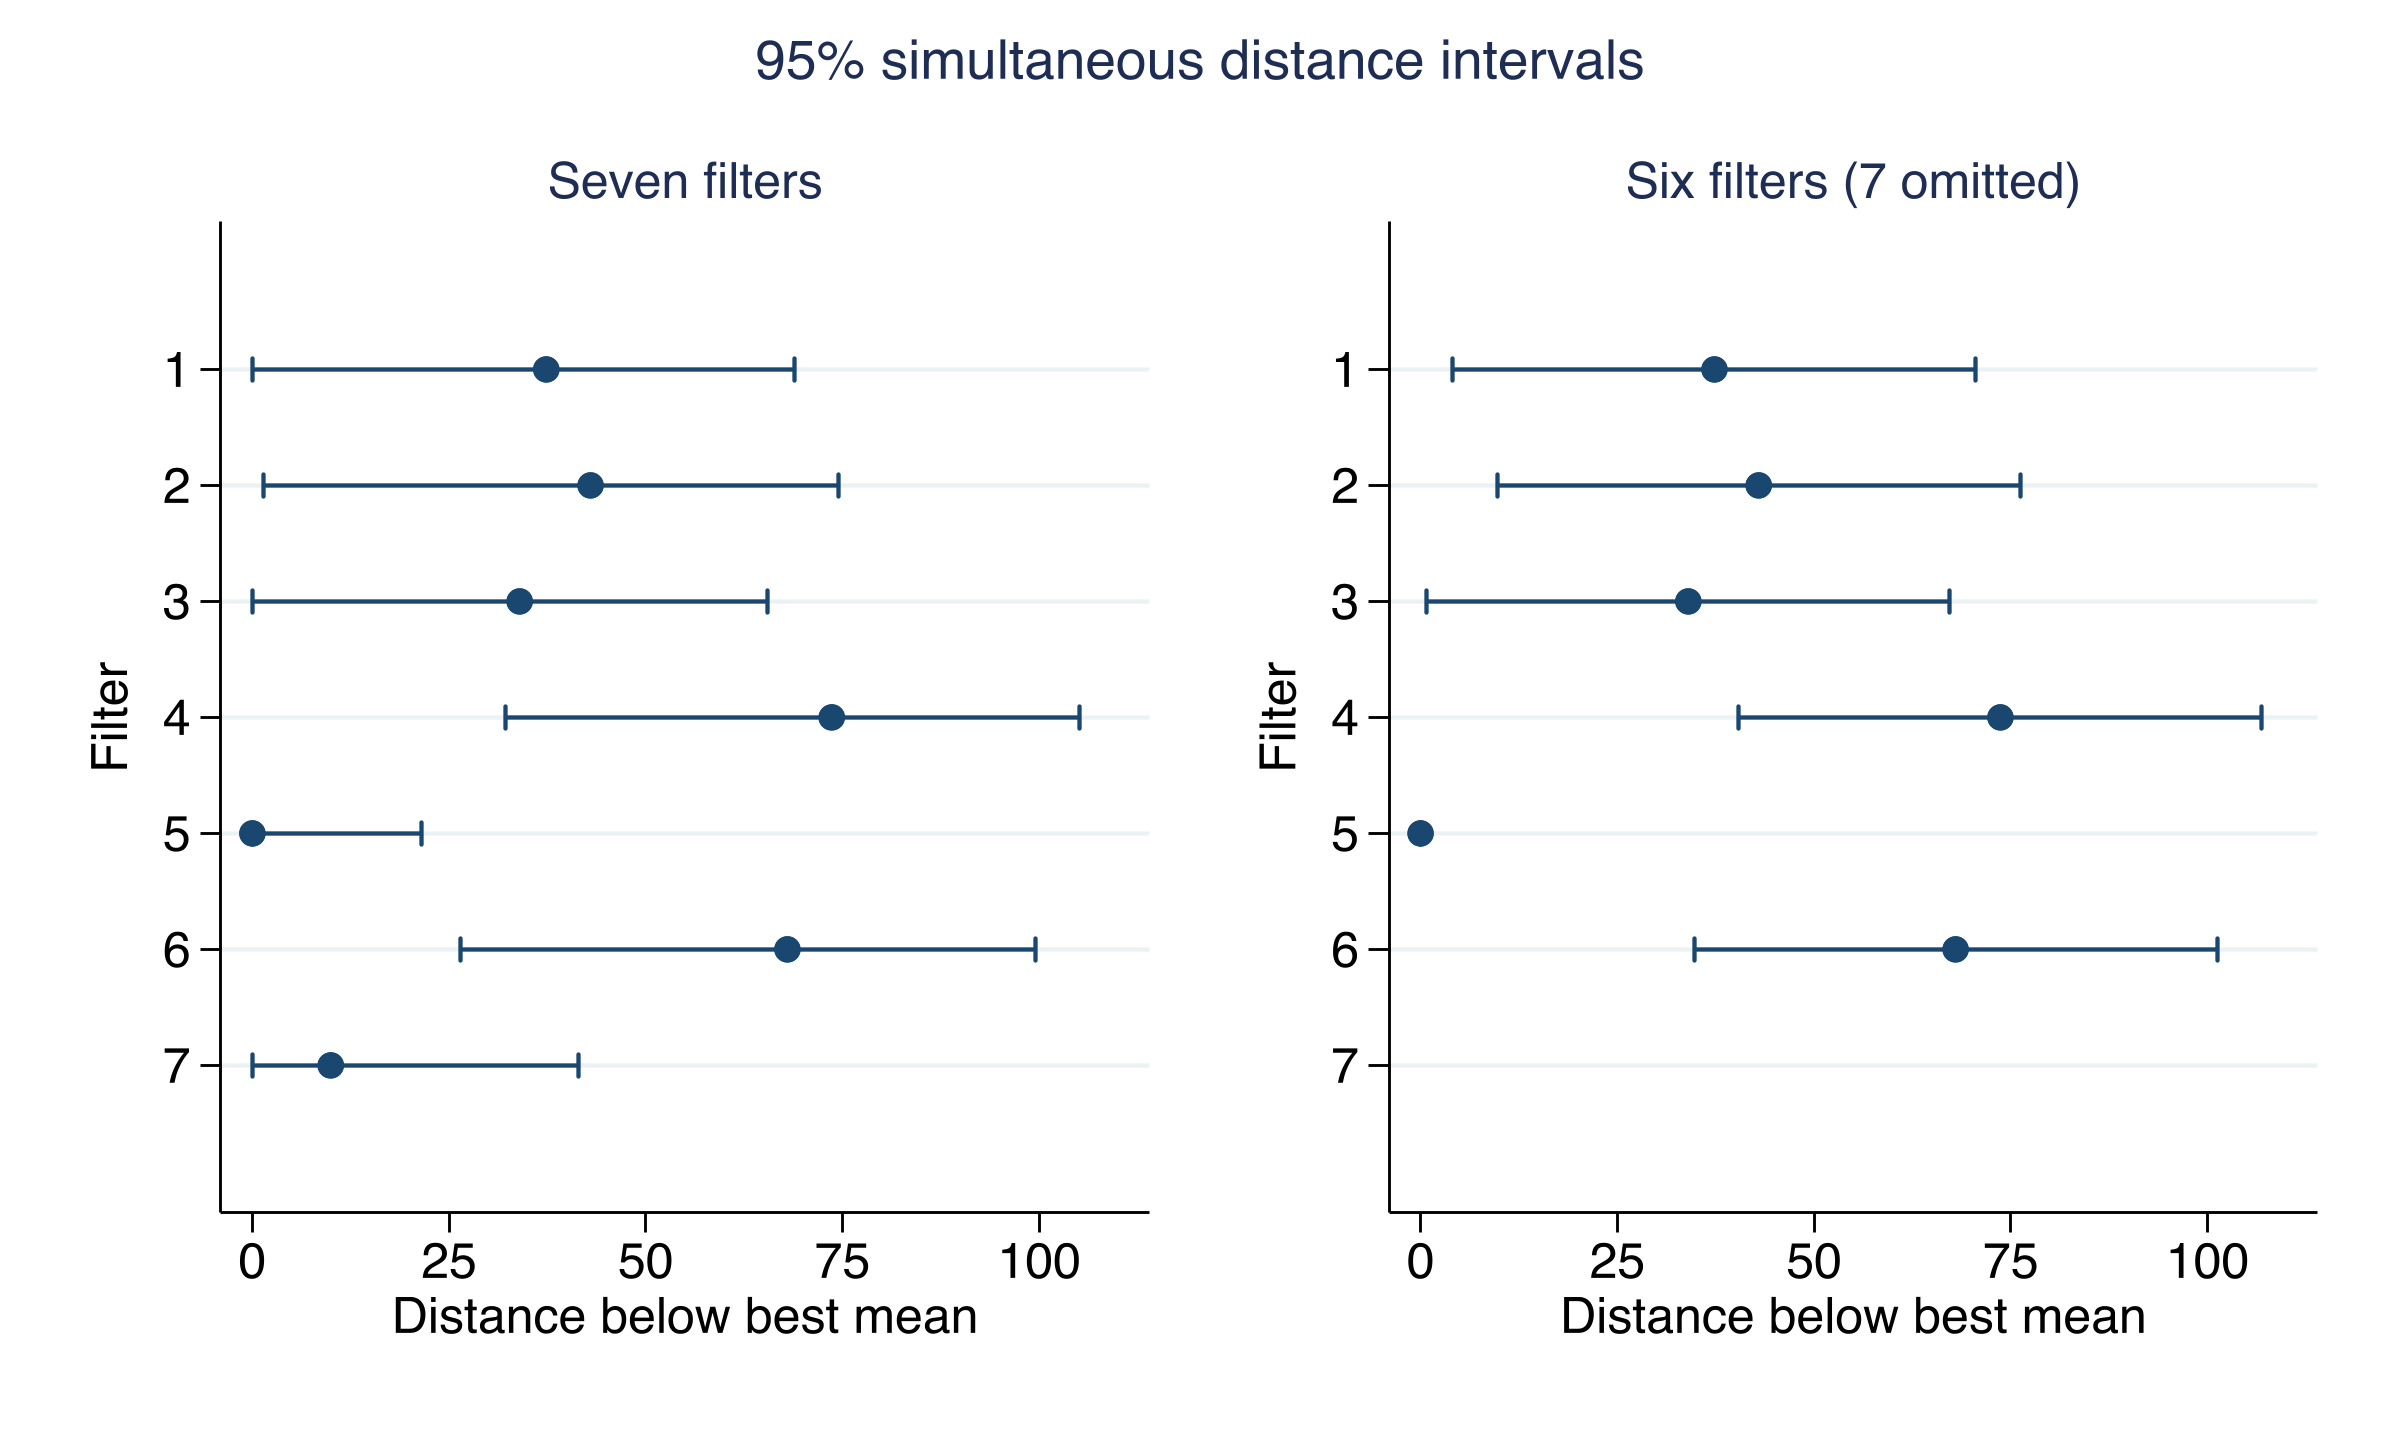 95% simultaneous distance intervals
Seven filters
Filter
1
2
3
4
5
6
7
0 25 50 75 100
Distance below best mean
Six filters (7 omitted)
Filter
1
2
3
4
5
6
7
0 25 50 75 100
Distance below best mean